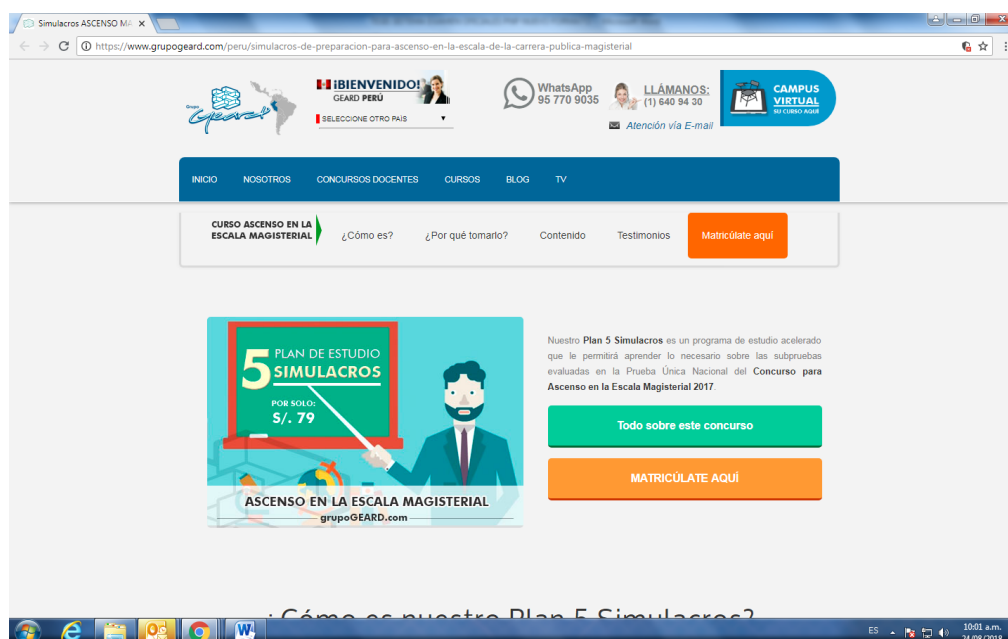 Simulacros ASCENSO MA
https://www.grupogeard.com/peru/simulacros-de-preparacion-para-ascenso-en-la-escala-de-la-carrera-publica-magisterial
Grupo
Geard
¡BIENVENIDO!
GEARD PERÚ
SELECCIONE OTRO PAÍS
WhatsApp
95 770 9035
LLÁMANOS:
(1) 640 94 30
Atención vía E-mail
CAMPUS
VIRTUAL
SU CURSO AQUÍ
INICIO NOSOTROS CONCURSOS DOCENTES CURSOS BLOG TV
CURSO ASCENSO EN LA
ESCALA MAGISTERIAL
¿Cómo es? ¿Por qué tomarlo? Contenido Testimonios Matricúlate aquí
5 PLAN DE ESTUDIO
SIMULACROS
POR SOLO:
S/. 79
ASCENSO EN LA ESCALA MAGISTERIAL
grupoGEARD.com
Nuestro Plan 5 Simulacros es un programa de estudio acelerado
que le permitirá aprender lo necesario sobre las subpruebas
evaluadas en la Prueba Única Nacional del Concurso para
Ascenso en la Escala Magisterial 2017.
Todo sobre este concurso
MATRICÚLATE AQUÍ
¿Cómo es nuestro Plan 5 Simulacros?
ES
10:01 a.m.